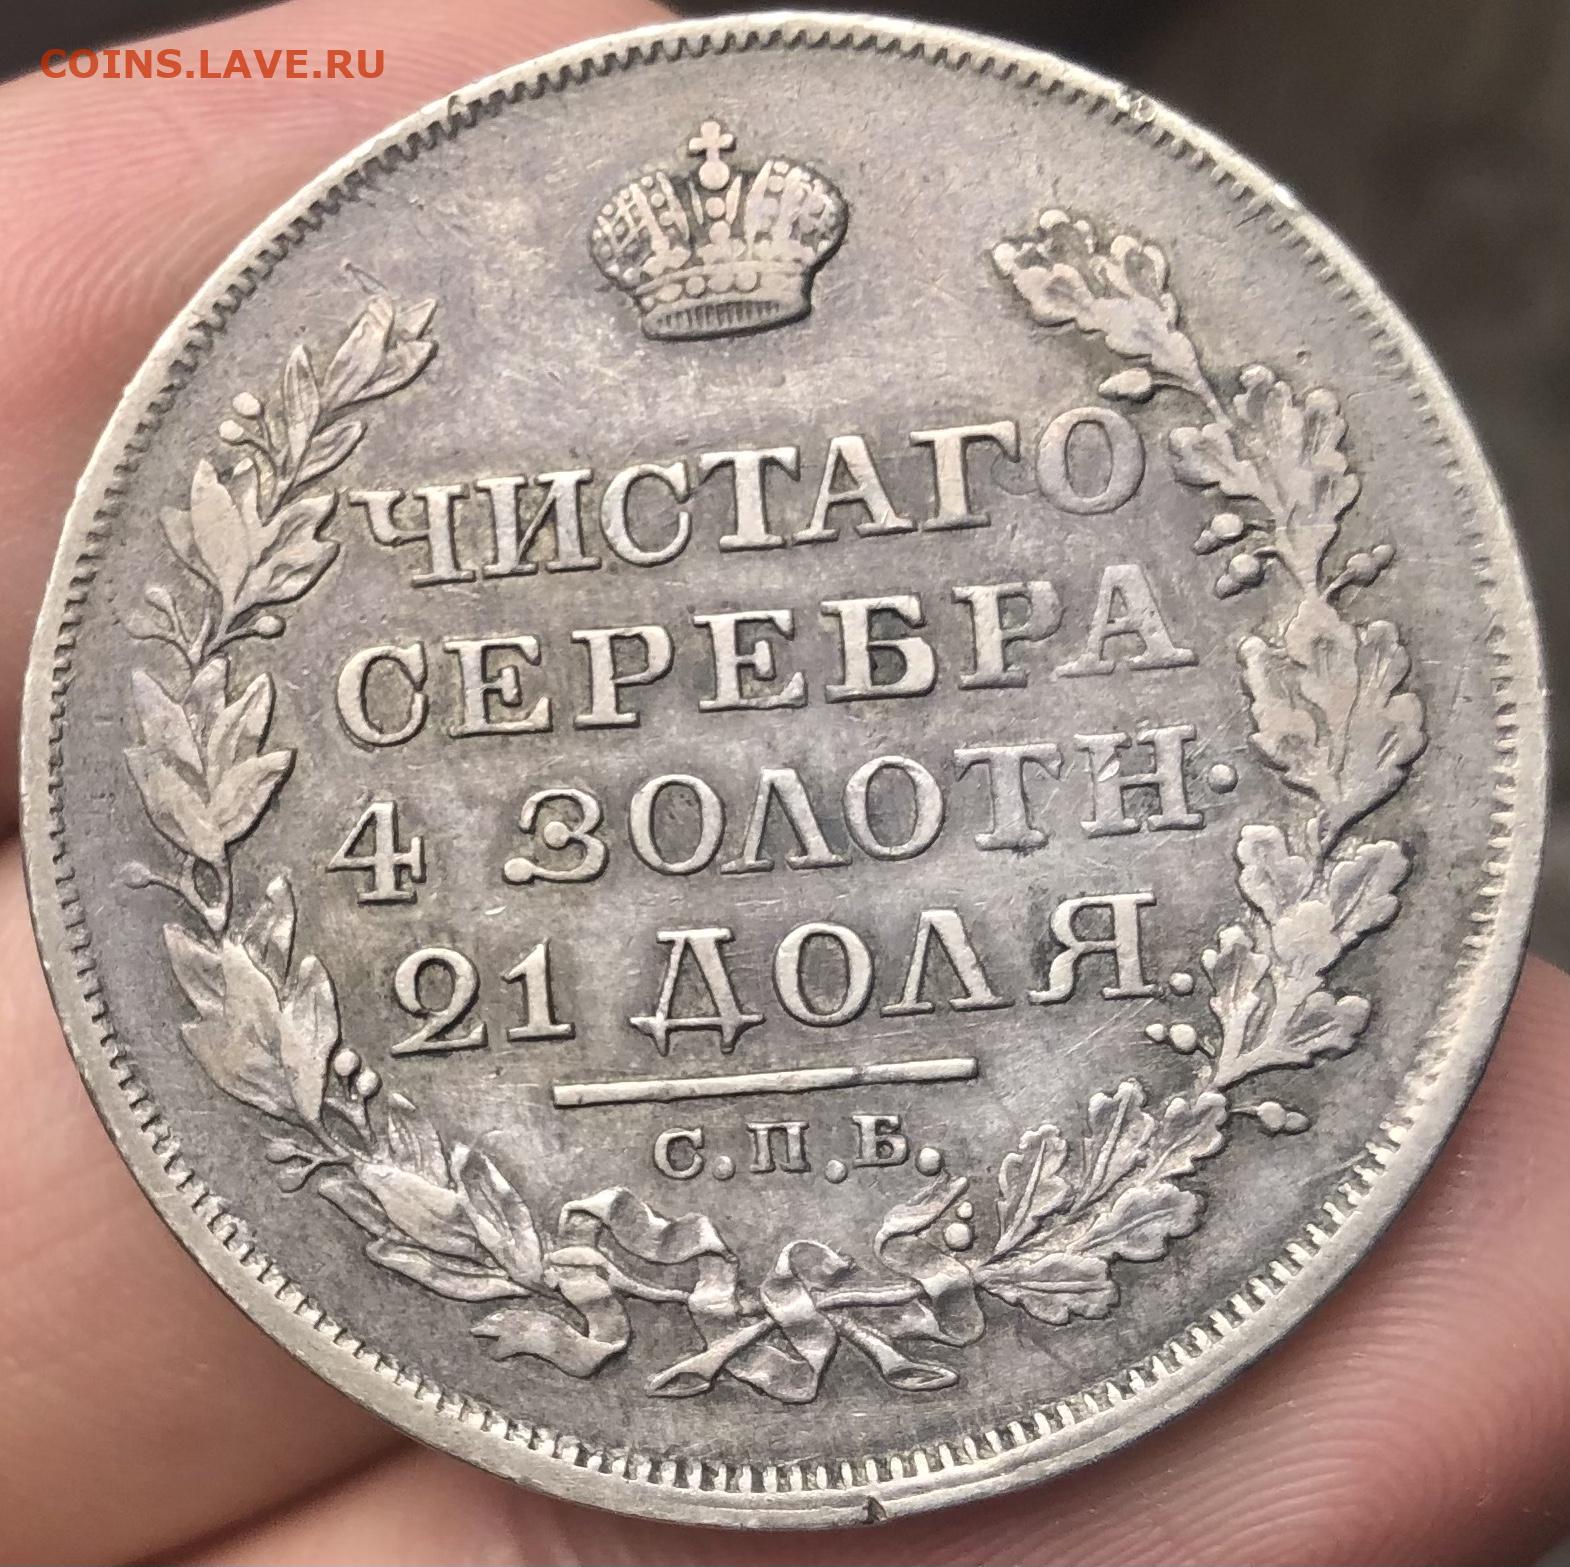 COINS.LAVE.RU
ЧИСТАГО
СЕРЕБРА
4 ЗОЛОТН.
21 ДОЛЯ.
С.П.Б.